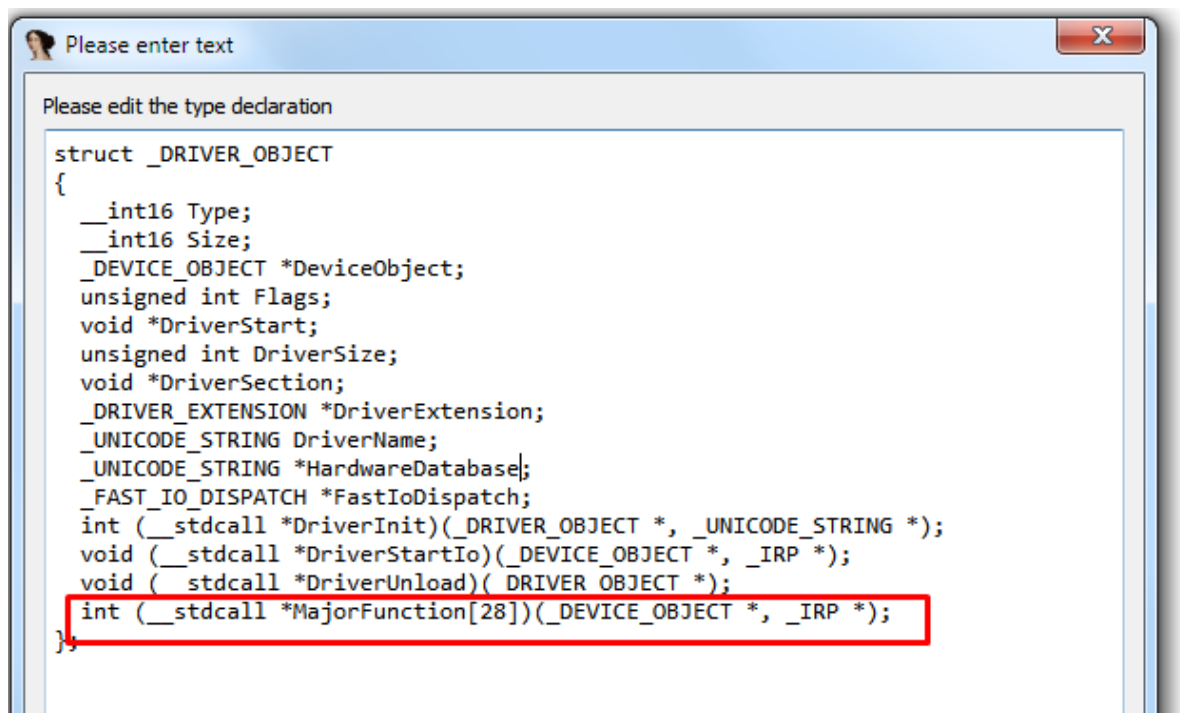 Please enter text
Please edit the type declaration
struct _DRIVER_OBJECT
{
__int16 Type;
__int16 Size;
_DEVICE_OBJECT *DeviceObject;
unsigned int Flags;
void *DriverStart;
unsigned int DriverSize;
void *DriverSection;
_DRIVER_EXTENSION *DriverExtension;
_UNICODE_STRING DriverName;
_UNICODE_STRING *HardwareDatabase;
_FAST_IO_DISPATCH *FastIoDispatch;
int (__stdcall *DriverInit)(_DRIVER_OBJECT *, _UNICODE_STRING *);
void (__stdcall *DriverStartIo)(_DEVICE_OBJECT *, _IRP *);
void (__stdcall *DriverUnload)(_DRIVER_OBJECT *);
int (__stdcall *MajorFunction[28])(_DEVICE_OBJECT *, _IRP *);
};